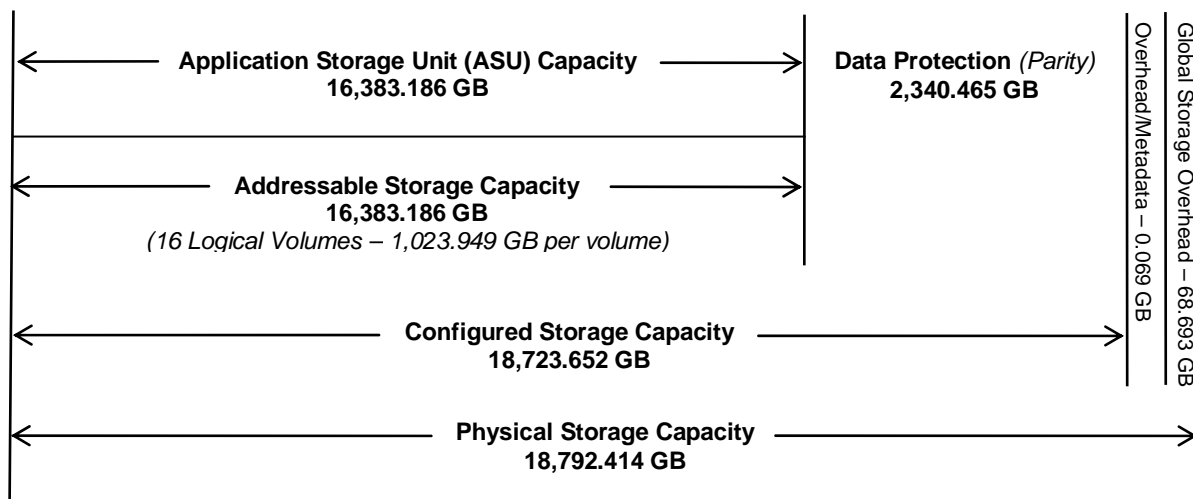 Application Storage Unit (ASU) Capacity
16,383.186 GB
Data Protection (Parity)
2,340.465 GB
Overhead/Metadata – 0.069 GB
Global Storage Overhead – 68.693 GB
Addressable Storage Capacity
16,383.186 GB
(16 Logical Volumes – 1,023.949 GB per volume)
Configured Storage Capacity
18,723.652 GB
Physical Storage Capacity
18,792.414 GB